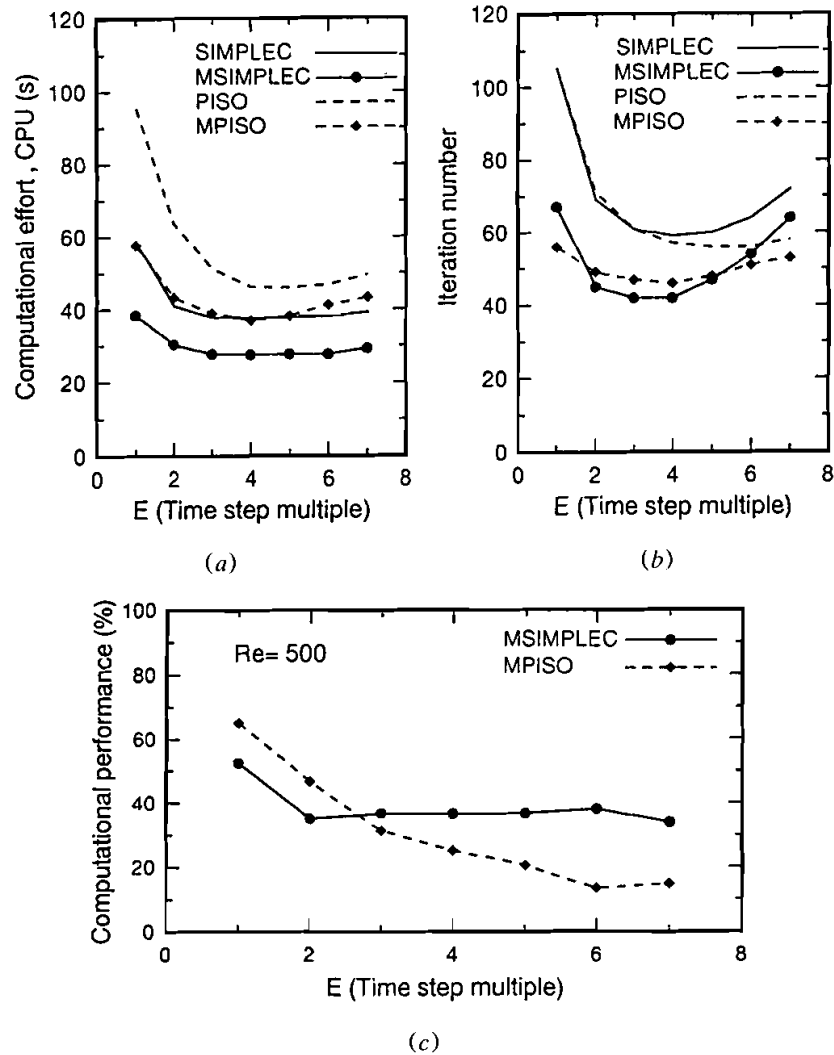 120
100
80
60
40
20
0
Computational effort , CPU (s)
SIMPLEC
MSIMPLEC
PISO
MPISO
0 2 4 6 8
E (Time step multiple)
(a)
120
100
80
60
40
20
0
Iteration number
SIMPLEC
MSIMPLEC
PISO
MPISO
0 2 4 6 8
E (Time step multiple)
(b)
100
80
60
40
20
0
Computational performance (%)
Re= 500
MSIMPLEC
MPISO
0 2 4 6 8
E (Time step multiple)
(c)